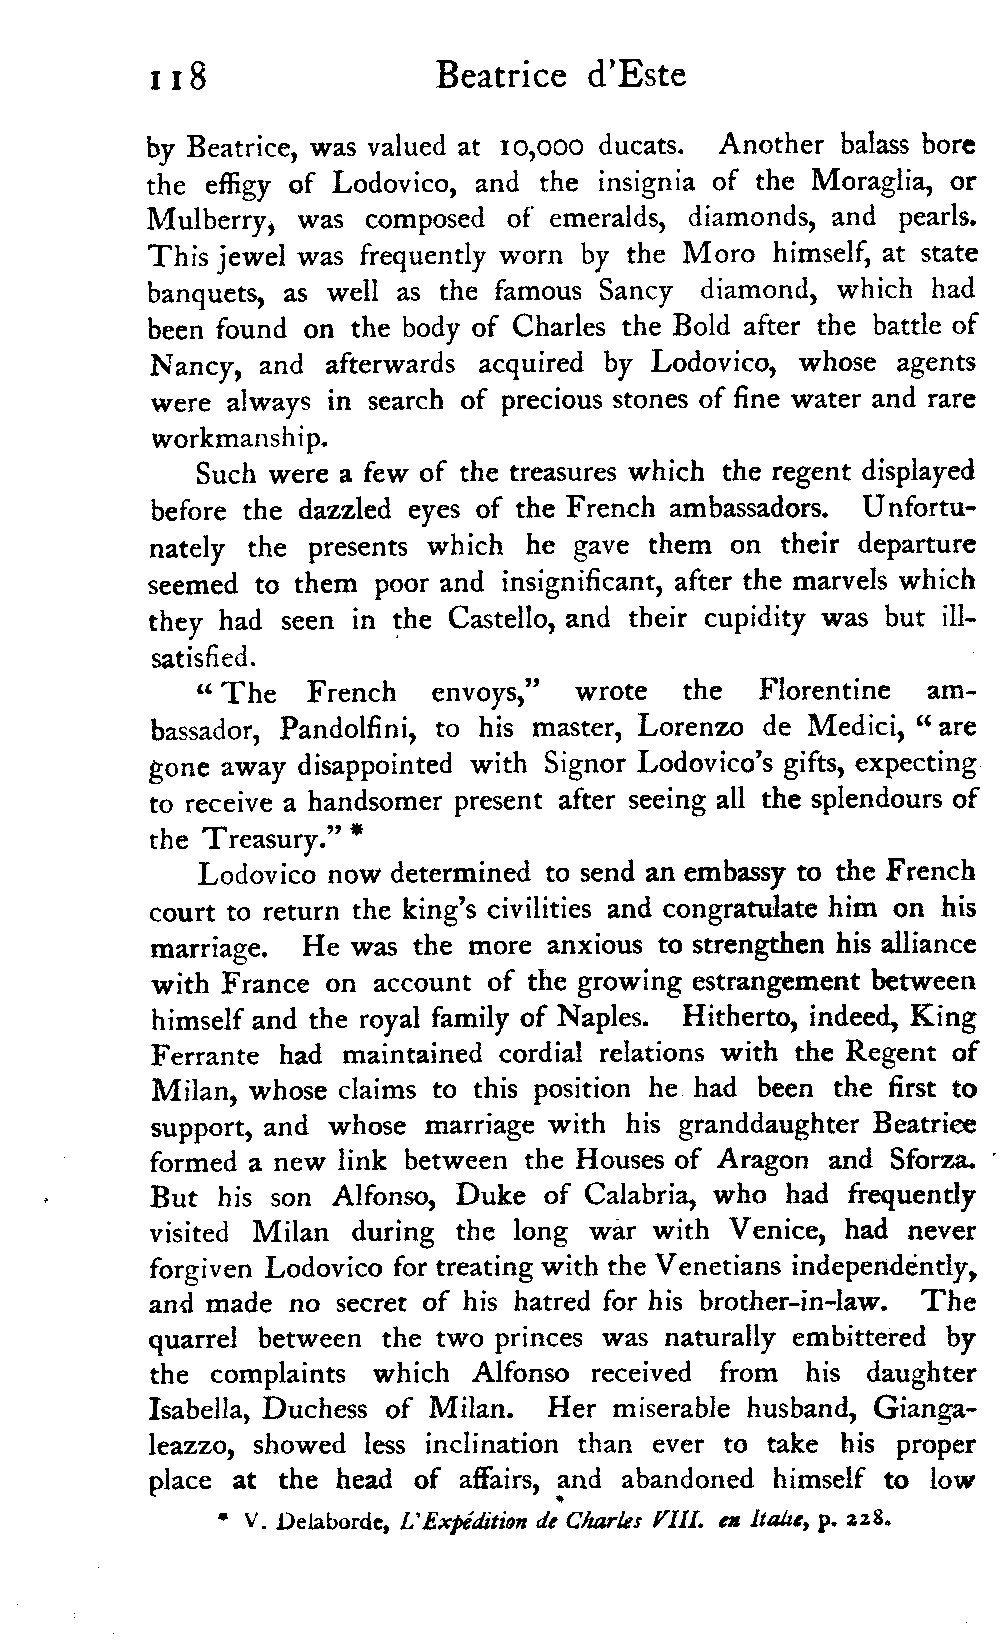 118 Beatrice d'Este
by Beatrice, was valued at 10,000 ducats. Another balass bore
the effigy of Lodovico, and the insignia of the Moraglia, or
Mulberry, was composed of emeralds, diamonds, and pearls.
This jewel was frequently worn by the Moro himself, at state
banquets, as well as the famous Sancy diamond, which had
been found on the body of Charles the Bold after the battle of
Nancy, and afterwards acquired by Lodovico, whose agents
were always in search of precious stones of fine water and rare
workmanship.
Such were a few of the treasures which the regent displayed
before the dazzled eyes of the French ambassadors. Unfortu-
nately the presents which he gave them on their departure
seemed to them poor and insignificant, after the marvels which
they had seen in the Castello, and their cupidity was but ill-
satisfied.
" The French envoys," wrote the Florentine am-
bassador, Pandolfini, to his master, Lorenzo de Medici, " are
gone away disappointed with Signor Lodovico's gifts, expecting
to receive a handsomer present after seeing all the splendours of
the Treasury." *
Lodovico now determined to send an embassy to the French
court to return the king's civilities and congratulate him on his
marriage. He was the more anxious to strengthen his alliance
with France on account of the growing estrangement between
himself and the royal family of Naples. Hitherto, indeed, King
Ferrante had maintained cordial relations with the Regent of
Milan, whose claims to this position he had been the first to
support, and whose marriage with his granddaughter Beatrice
formed a new link between the Houses of Aragon and Sforza.
But his son Alfonso, Duke of Calabria, who had frequently
visited Milan during the long war with Venice, had never
forgiven Lodovico for treating with the Venetians independently,
and made no secret of his hatred for his brother-in-law. The
quarrel between the two princes was naturally embittered by
the complaints which Alfonso received from his daughter
Isabella, Duchess of Milan. Her miserable husband, Gianga-
leazzo, showed less inclination than ever to take his proper
place at the head of affairs, and abandoned himself to low
* V. Delaborde, L'Expédition de Charles VIII. en Italie, p. 228.